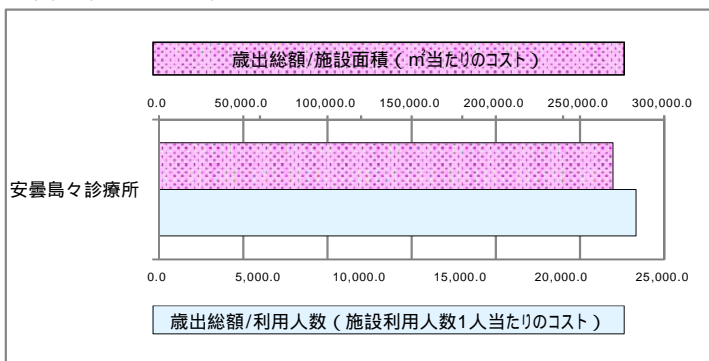 歳出総額/施設面積(㎡当たりのコスト)
0.0 50,000.0 100,000.0 150,000.0 200,000.0 250,000.0 300,000.0
安曇島々診療所
0.0 5,000.0 10,000.0 15,000.0 20,000.0 25,000.0
歳出総額/利用人数(施設利用人数1人当たりのコスト)